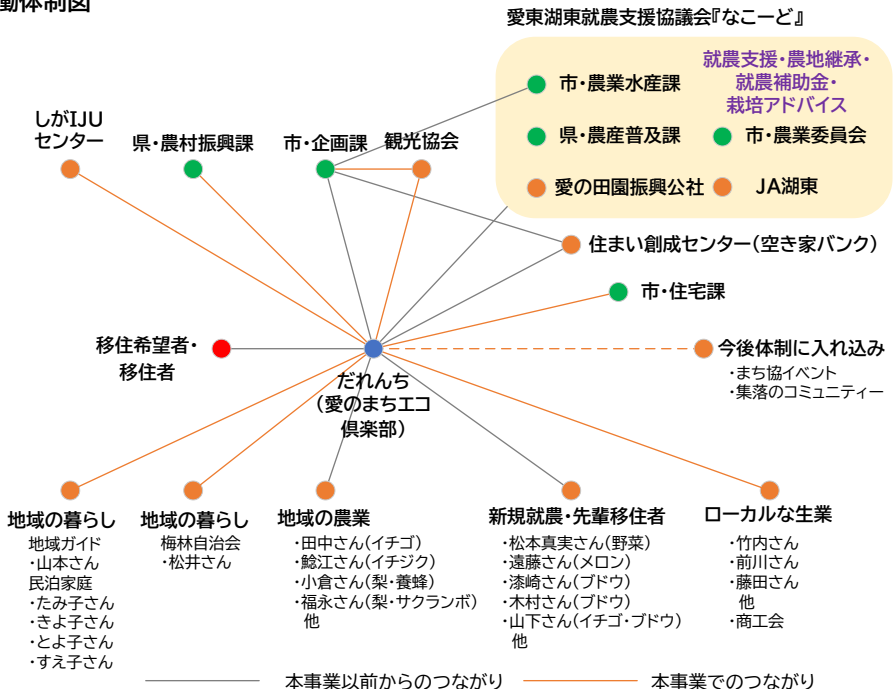 働体制図
愛東湖東就農支援協議会『なこーど』
市・農業水産課
就農支援・農地継承・
就農補助金・
栽培アドバイス
県・農産普及課
市・農業委員会
愛の田園振興公社
JA湖東
しがIJU
センター
県・農村振興課
市・企画課
観光協会
住まい創成センター(空き家バンク)
市・住宅課
移住希望者・
移住者
だれんち
(愛のまちエコ
倶楽部)
今後体制に入れ込み
・まち協イベント
・集落のコミュニティー
地域の暮らし
地域ガイド
・山本さん
民泊家庭
・たみ子さん
・きよ子さん
・とよ子さん
・すえ子さん
地域の暮らし
梅林自治会
・松井さん
地域の農業
・田中さん(イチゴ)
・鯰江さん(イチジク)
・小倉さん(梨・養蜂)
・福永さん(梨・サクランボ)
他
新規就農・先輩移住者
・松本真実さん(野菜)
・遠藤さん(メロン)
・漆崎さん(ブドウ)
・木村さん(ブドウ)
・山下さん(イチゴ・ブドウ)
他
ローカルな生業
・竹内さん
・前川さん
・藤田さん
他
・商工会
本事業以前からのつながり
本事業でのつながり